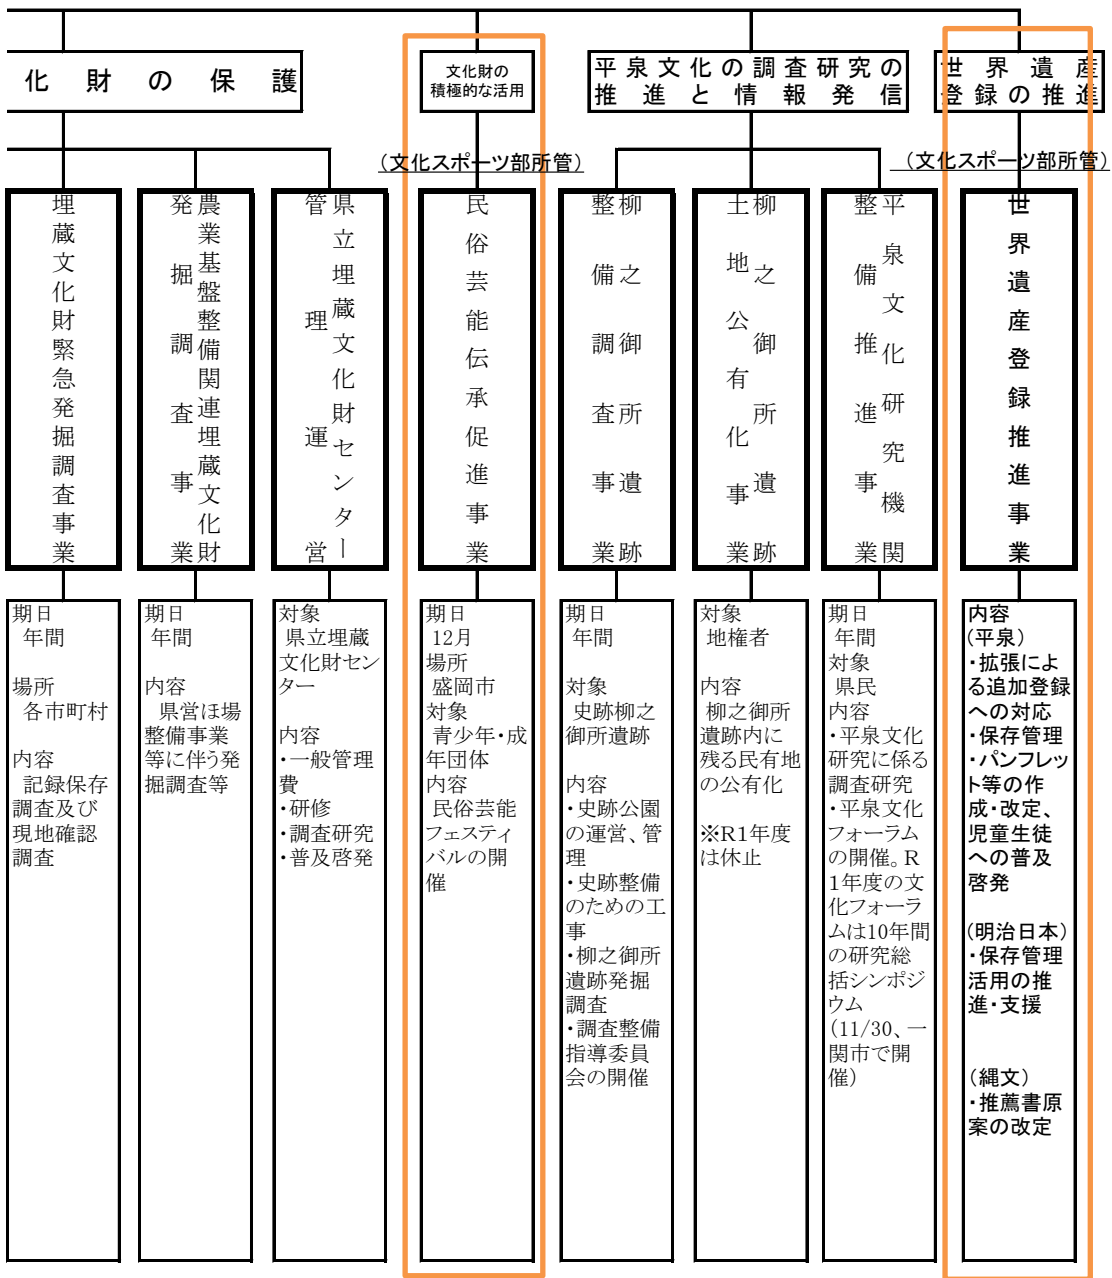 化財の保護
文化財の
積極的な活用
平泉文化の調査研究の
推進と情報発信
世界遺産
登録の推進
（文化スポーツ部所管）
（文化スポーツ部所管）
埋蔵文化財緊急発掘調査事業
農業基盤整備関連埋蔵文化財
発掘調査事業
県立埋蔵文化財センター
管理運営
民俗芸能伝承促進事業
柳之御所遺跡
整備調査事業
柳之御所遺跡
土地公有化事業
平泉文化研究機関
整備推進事業
世界遺産登録推進事業
期日
年間
場所
各市町村
内容
記録保存
調査及び
現地確認
調査
期日
年間
内容
県営ほ場
整備事業
等に伴う発
掘調査等
対象
県立埋蔵
文化財セン
ター
内容
・一般管理
費
・研修
・調査研究
・普及啓発
期日
12月
場所
盛岡市
対象
青少年・成
年団体
内容
民俗芸能
フェスティ
バルの開
催
期日
年間
対象
史跡柳之
御所遺跡
内容
・史跡公園
の運営、管
理
・史跡整備
のための工
事
・柳之御所
遺跡発掘
調査
・調査整備
指導委員
会の開催
対象
地権者
内容
柳之御所
遺跡内に
残る民有地
の公有化
※R1年度
は休止
期日
年間
対象
県民
内容
・平泉文化
研究に係る
調査研究
・平泉文化
フォーラム
の開催。R
1年度の文
化フォーラ
ムは10年間
の研究総
括シンポジ
ウム
（11/30、一
関市で開
催）
内容
（平泉）
・拡張によ
る追加登録
への対応
・保存管理
・パンフレッ
ト等の作
成・改定、
児童生徒
への普及
啓発
（明治日本）
・保存管理
活用の推
進・支援
（縄文）
・推薦書原
案の改定